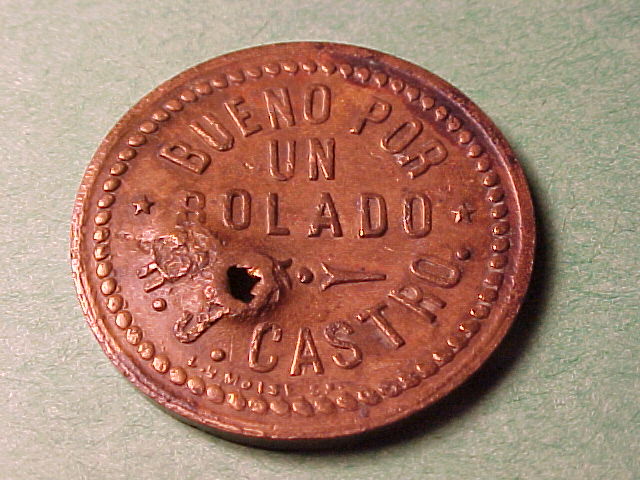 BUENO POR
UN
BOLADO
H. CASTRO.